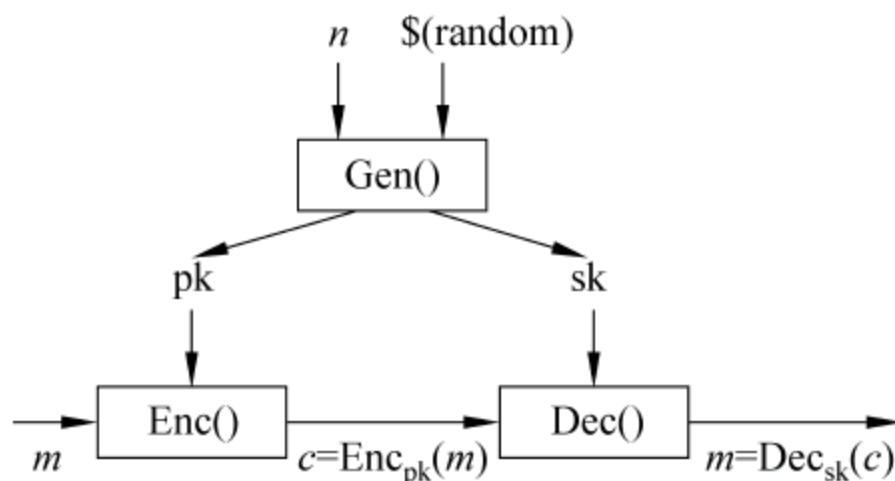 n $(random)
Gen()
pk sk
Enc() Dec()
m c=Enc_pk(m) m=Dec_sk(c)